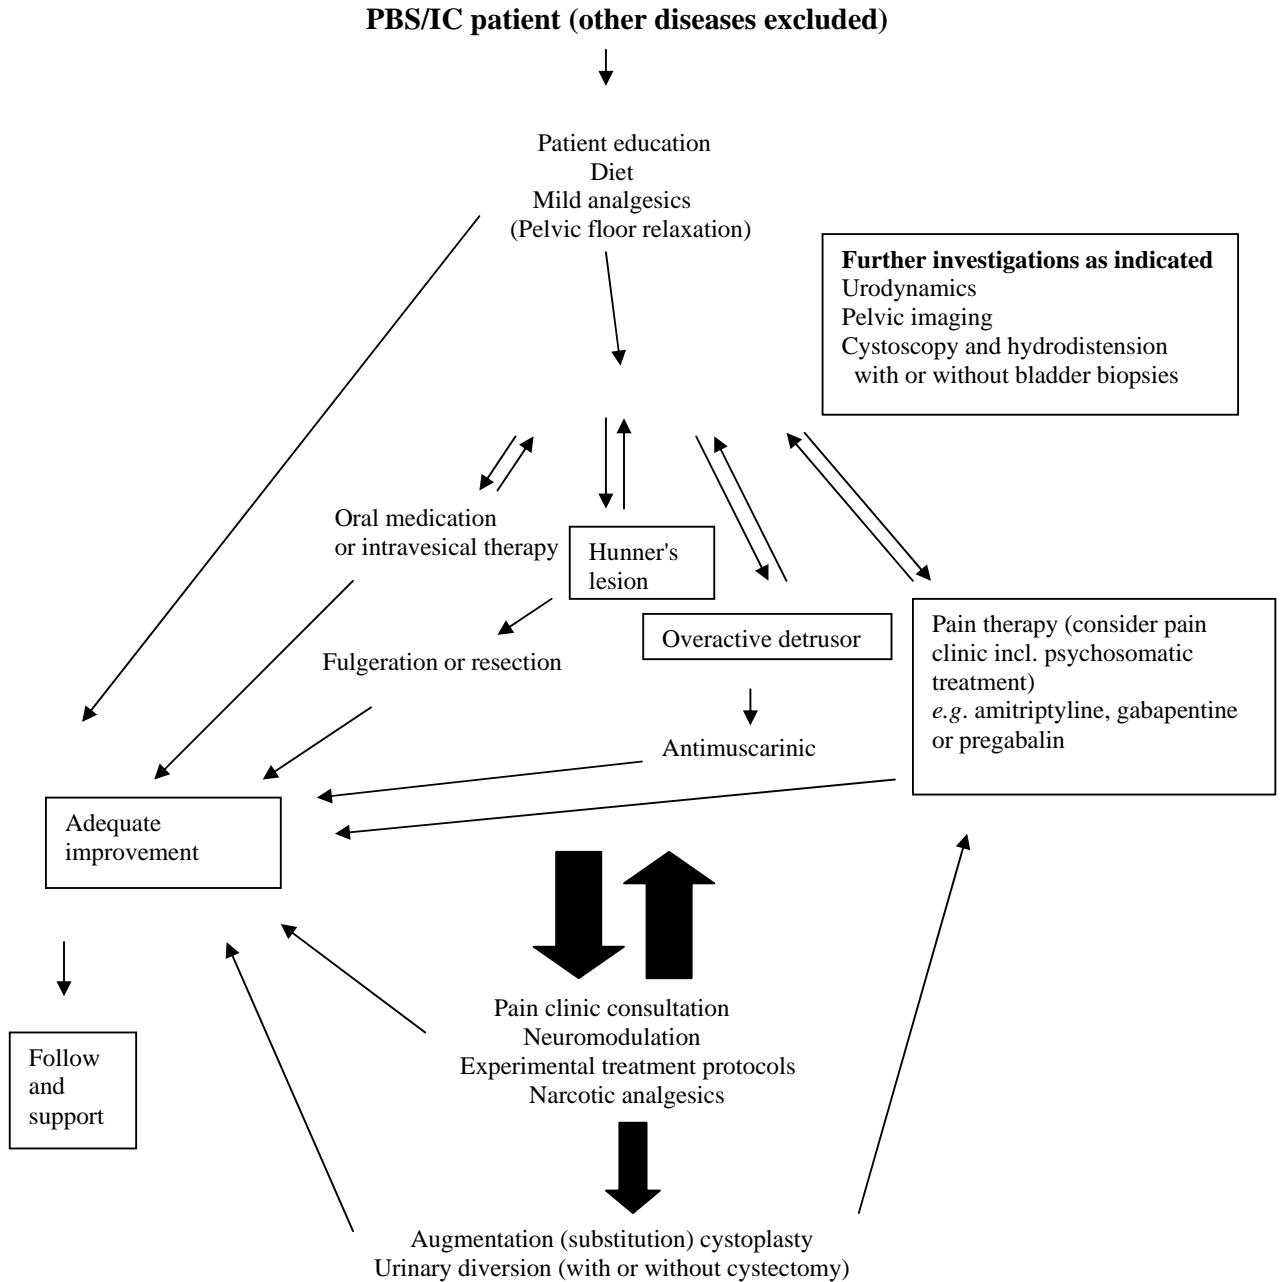 PBS/IC patient (other diseases excluded)
Patient education
Diet
Mild analgesics
(Pelvic floor relaxation)
Further investigations as indicated
Urodynamics
Pelvic imaging
Cystoscopy and hydrodistension
with or without bladder biopsies
Oral medication
or intravesical therapy
Hunner's
lesion
Fulgeration or resection
Overactive detrusor
Antimuscarinic
Pain therapy (consider pain
clinic incl. psychosomatic
treatment)
e.g. amitriptyline, gabapentine
or pregabalin
Adequate
improvement
Pain clinic consultation
Neuromodulation
Experimental treatment protocols
Narcotic analgesics
Follow
and
support
Augmentation (substitution) cystoplasty
Urinary diversion (with or without cystectomy)